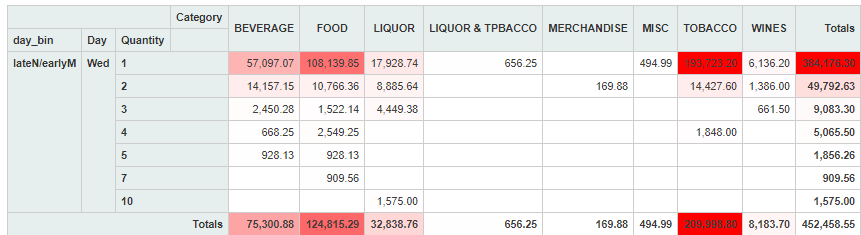 Category BEVERAGE FOOD LIQUOR LIQUOR & TPBACCO MERCHANDISE MISC TOBACCO WINES Totals
day_bin Day Quantity
lateN/earlyM Wed 1 57,097.07 108,139.85 17,928.74 656.25 494.99 193,723.20 6,136.20 384,176.30
2 14,157.15 10,766.36 8,885.64 169.88 14,427.60 1,386.00 49,792.63
3 2,450.28 1,522.14 4,449.38 661.50 9,083.30
4 668.25 2,549.25 1,848.00 5,065.50
5 928.13 928.13 1,856.26
7 909.56 909.56
10 1,575.00 1,575.00
Totals 75,300.88 124,815.29 32,838.76 656.25 169.88 494.99 209,998.80 8,183.70 452,458.55